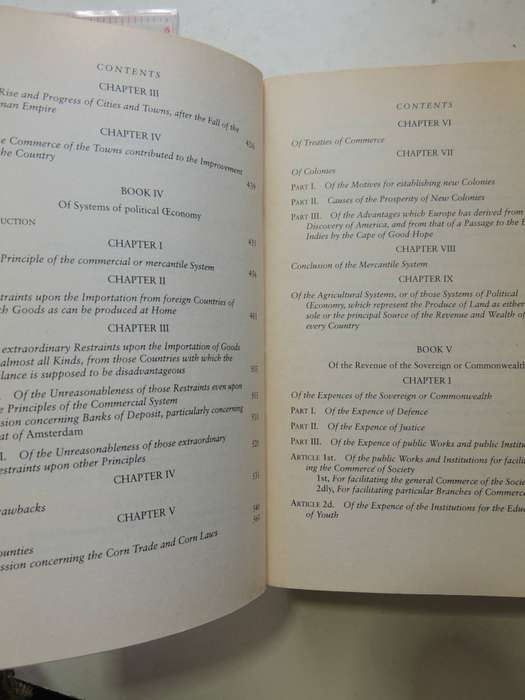 CONTENTS
CHAPTER III
Rise and Progress of Cities and Towns, after the Fall of the
man Empire
CHAPTER IV
e Commerce of the Towns contributed to the Improvement
the Country
BOOK IV
Of Systems of political Œconomy
UCTION
CHAPTER I
Principle of the commercial or mercantile System
CHAPTER II
straints upon the Importation from foreign Countries of
ch Goods as can be produced at Home
CHAPTER III
extraordinary Restraints upon the Importation of Goods
almost all Kinds, from those Countries with which the
alance is supposed to be disadvantageous
Of the Unreasonableness of those Restraints even upon
e Principles of the Commercial System
ssion concerning Banks of Deposit, particularly concerning
at of Amsterdam
I. Of the Unreasonableness of those extraordinary
estraints upon other Principles
CHAPTER IV
rawbacks
CHAPTER V
ounties
ession concerning the Corn Trade and Corn Laws
CONTENTS
CHAPTER VI
Of Treaties of Commerce
CHAPTER VII
Of Colonies
PART I. Of the Motives for establishing new Colonies
PART II. Causes of the Prosperity of New Colonies
PART III. Of the Advantages which Europe has derived from
Discovery of America, and from that of a Passage to the E
Indies by the Cape of Good Hope
CHAPTER VIII
Conclusion of the Mercantile System
CHAPTER IX
Of the Agricultural Systems, or of those Systems of Political
Œconomy, which represent the Produce of Land as either
sole or the principal Source of the Revenue and Wealth of
every Country
BOOK V
Of the Revenue of the Sovereign or Commonwealth
CHAPTER I
Of the Expences of the Sovereign or Commonwealth
PART I. Of the Expence of Defence
PART II. Of the Expence of Justice
PART III. Of the Expence of public Works and public Institu
ARTICLE 1st. Of the public Works and Institutions for facilita
ing the Commerce of Society
1st, For facilitating the general Commerce of the Socie
2dly, For facilitating particular Branches of Commerc
ARTICLE 2d. Of the Expence of the Institutions for the Educ
of Youth